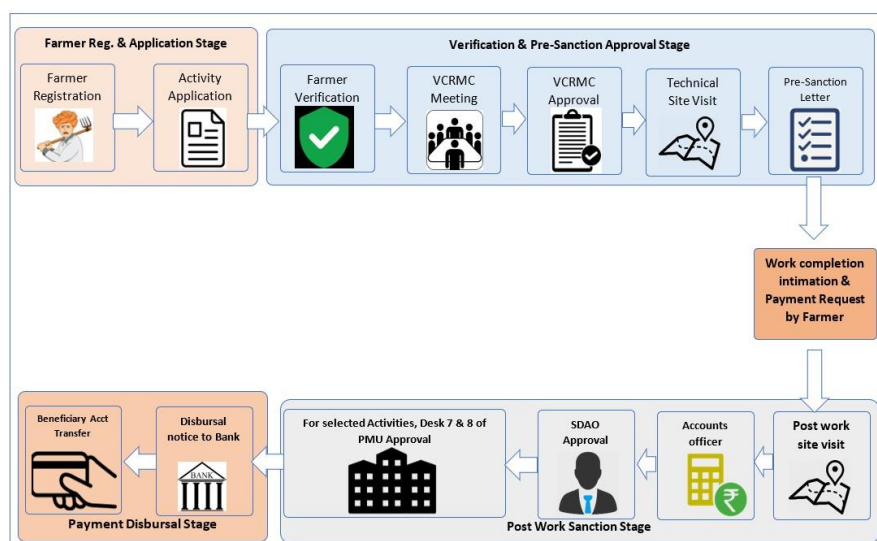 Farmer Reg. & Application Stage
Farmer
Registration
Activity
Application
Verification & Pre-Sanction Approval Stage
Farmer
Verification
VCRMC
Meeting
VCRMC
Approval
Technical
Site Visit
Pre-Sanction
Letter
Work completion
intimation &
Payment Request
by Farmer
Post work
site visit
Accounts
officer
₹
SDAO
Approval
For selected Activities, Desk 7 & 8 of
PMU Approval
Post Work Sanction Stage
Disbursal
notice to Bank
BANK
Beneficiary Acct
Transfer
Payment Disbursal Stage